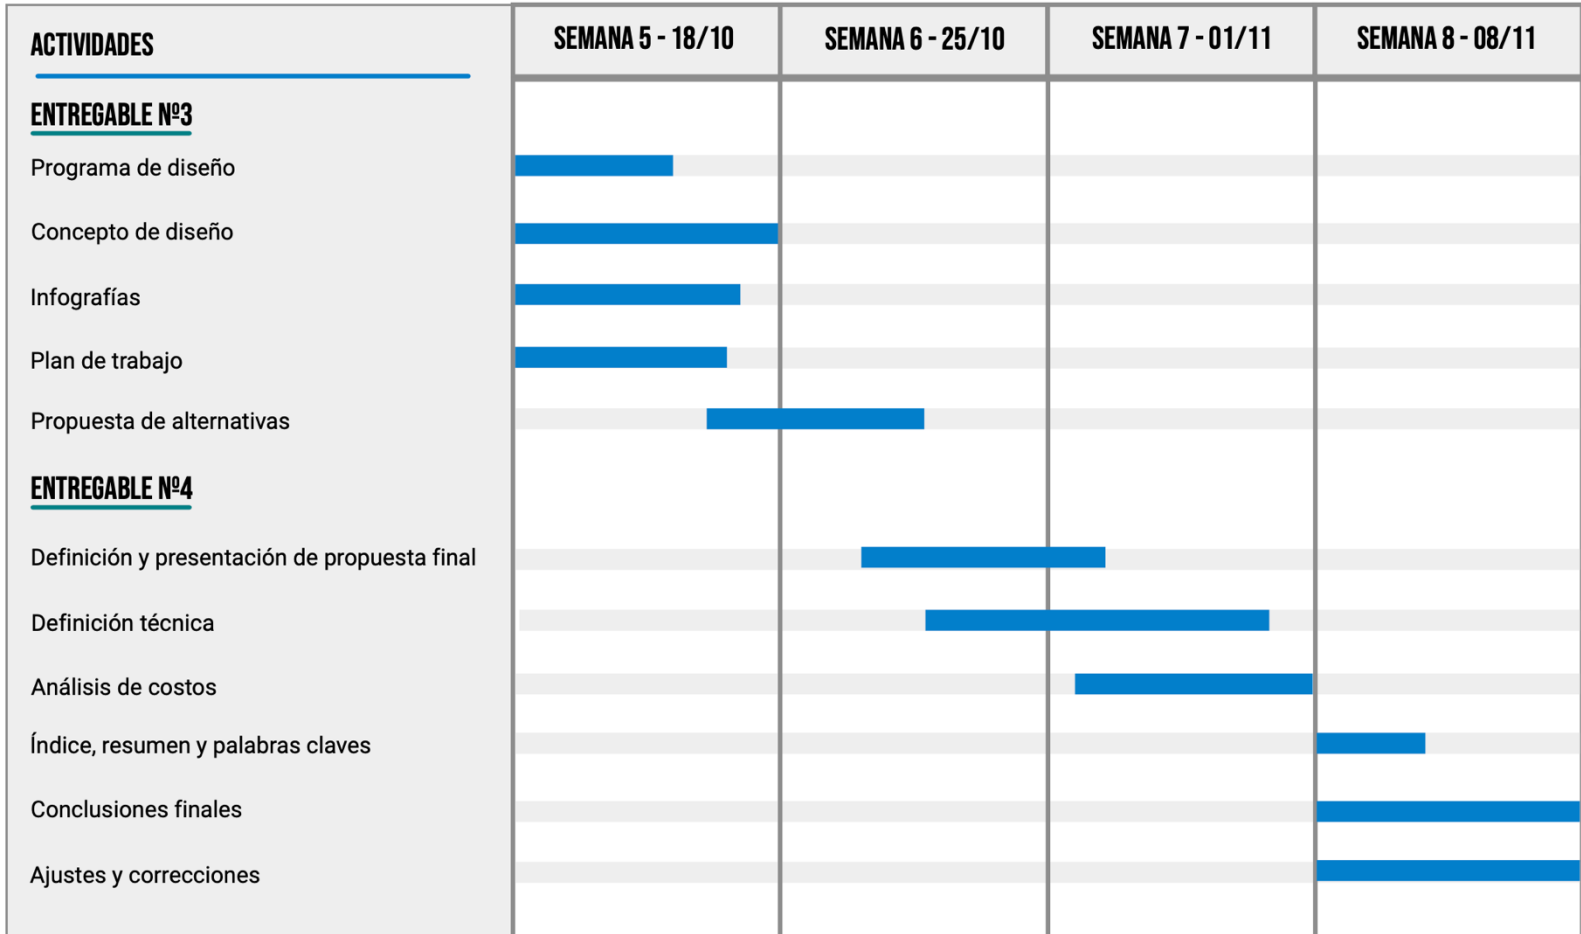 ACTIVIDADES
SEMANA 5 - 18/10
SEMANA 6 - 25/10
SEMANA 7 - 01/11
SEMANA 8 - 08/11
ENTREGABLE Nº3
Programa de diseño
Concepto de diseño
Infografías
Plan de trabajo
Propuesta de alternativas
ENTREGABLE Nº4
Definición y presentación de propuesta final
Definición técnica
Análisis de costos
Índice, resumen y palabras claves
Conclusiones finales
Ajustes y correcciones